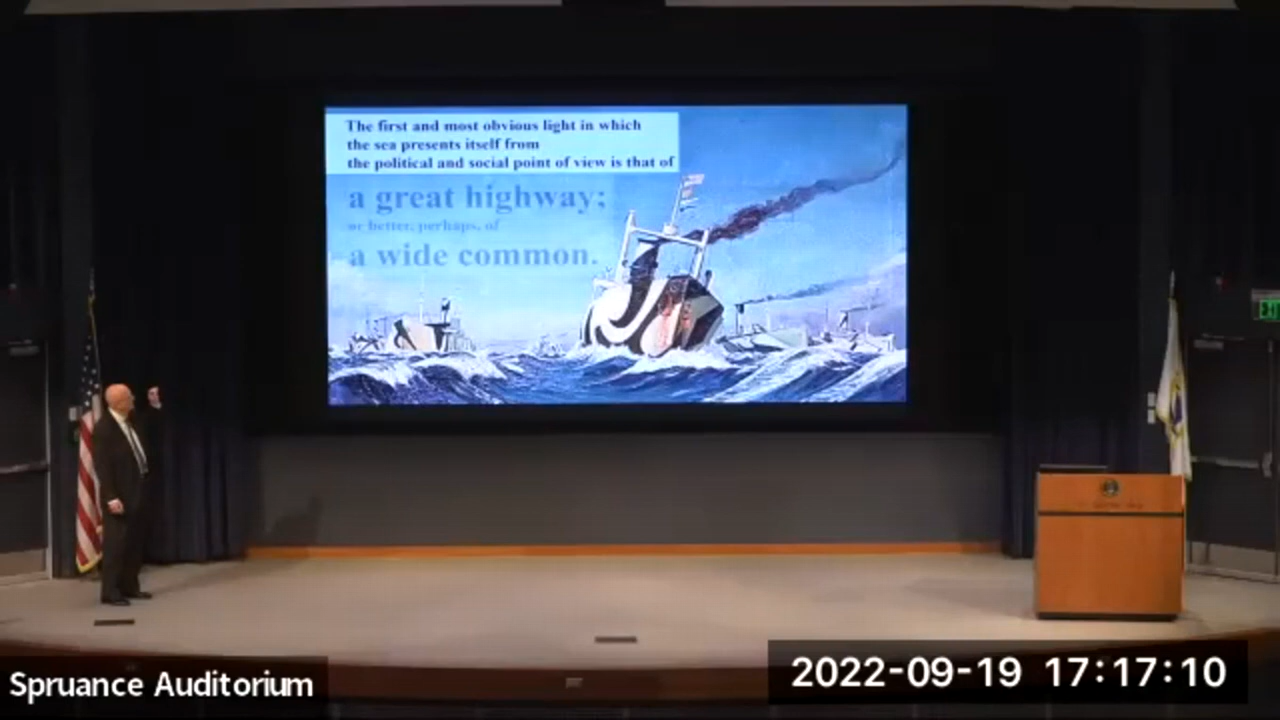 The first and most obvious light in which
the sea presents itself from
the political and social point of view is that of
a great highway;
or better, perhaps, of
a wide common.
EXI
Spruance Auditorium
2022-09-19 17:17:10